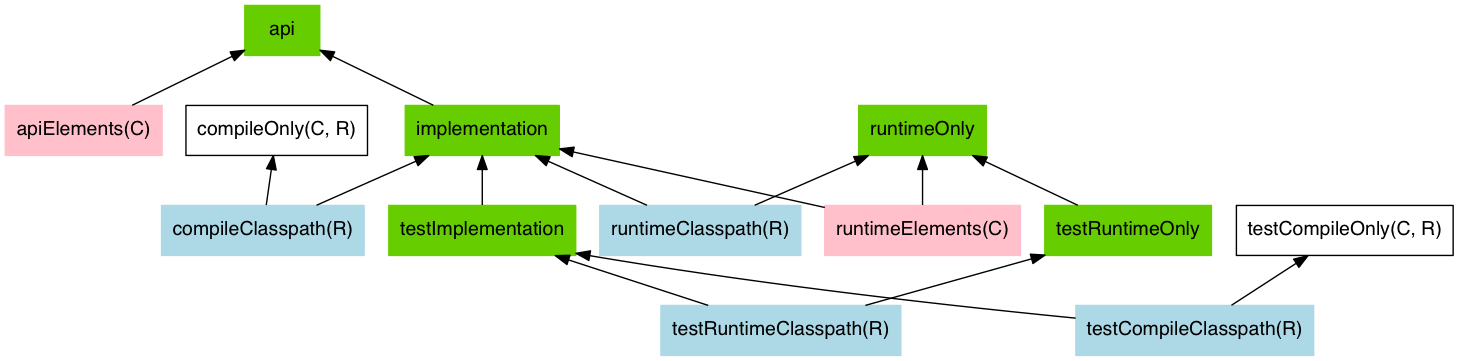 api
apiElements(C)
compileOnly(C, R)
implementation
runtimeOnly
compileClasspath(R)
testImplementation
runtimeClasspath(R)
runtimeElements(C)
testRuntimeOnly
testCompileOnly(C, R)
testRuntimeClasspath(R)
testCompileClasspath(R)